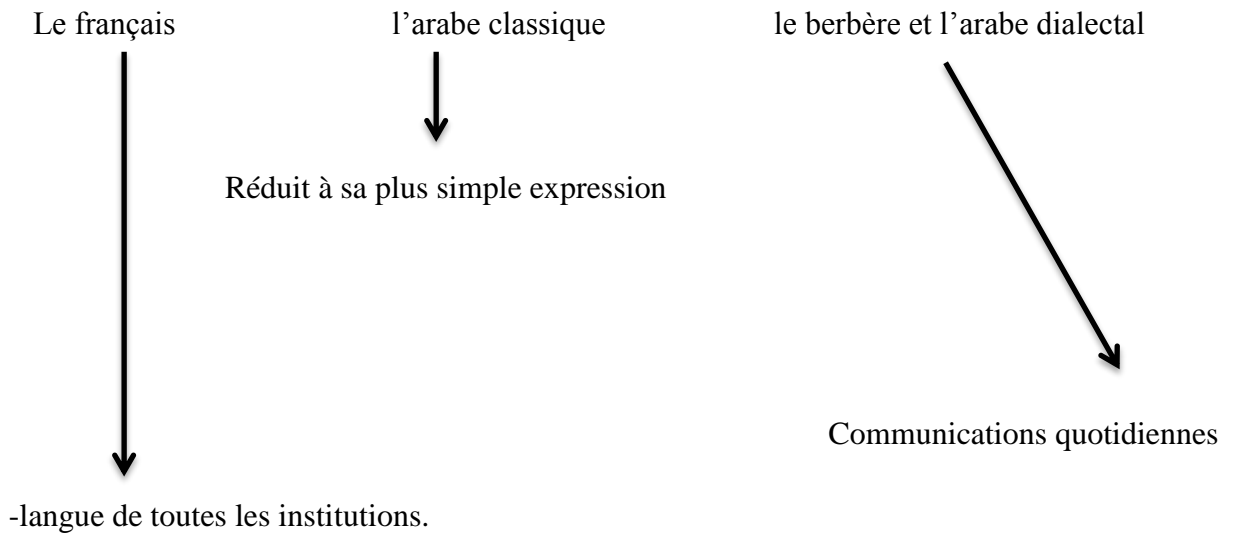 Le français l’arabe classique le berbère et l’arabe dialectal
Réduit à sa plus simple expression
Communications quotidiennes
-langue de toutes les institutions.